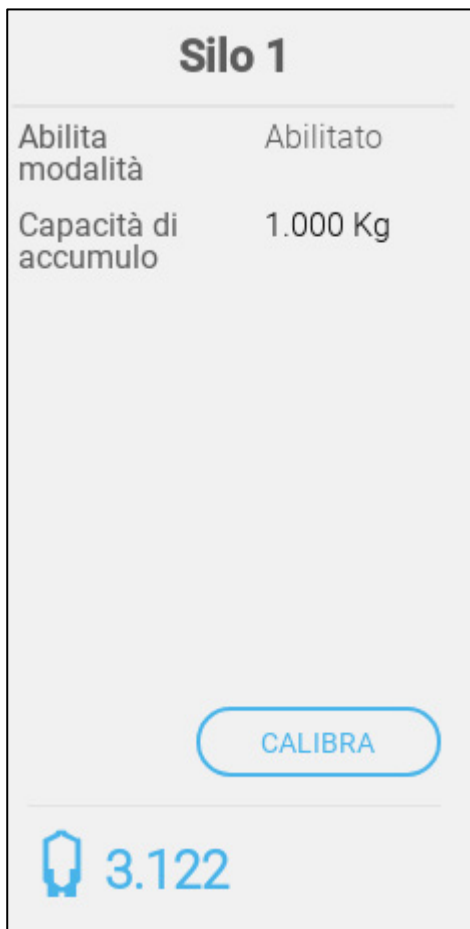 Silo 1
Abilita Abilitato
modalità
Capacità di 1.000 Kg
accumulo
CALIBRA
3.122